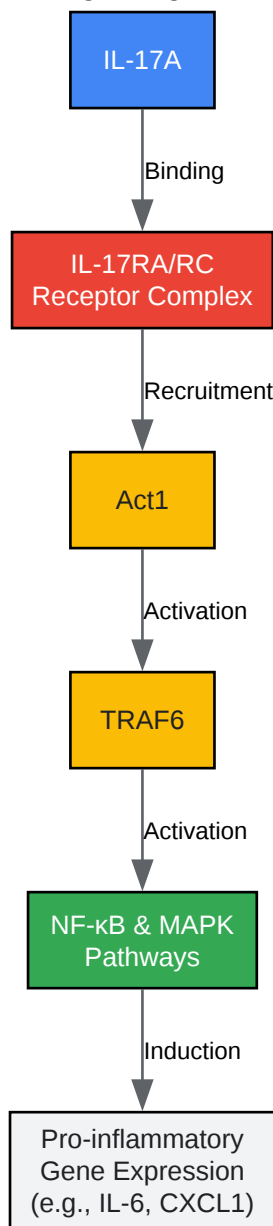 IL-17A
Binding
IL-17RA/RC
Receptor Complex
Recruitment
Act1
Activation
TRAF6
Activation
NF-κB & MAPK
Pathways
Induction
Pro-inflammatory
Gene Expression
(e.g., IL-6, CXCL1)